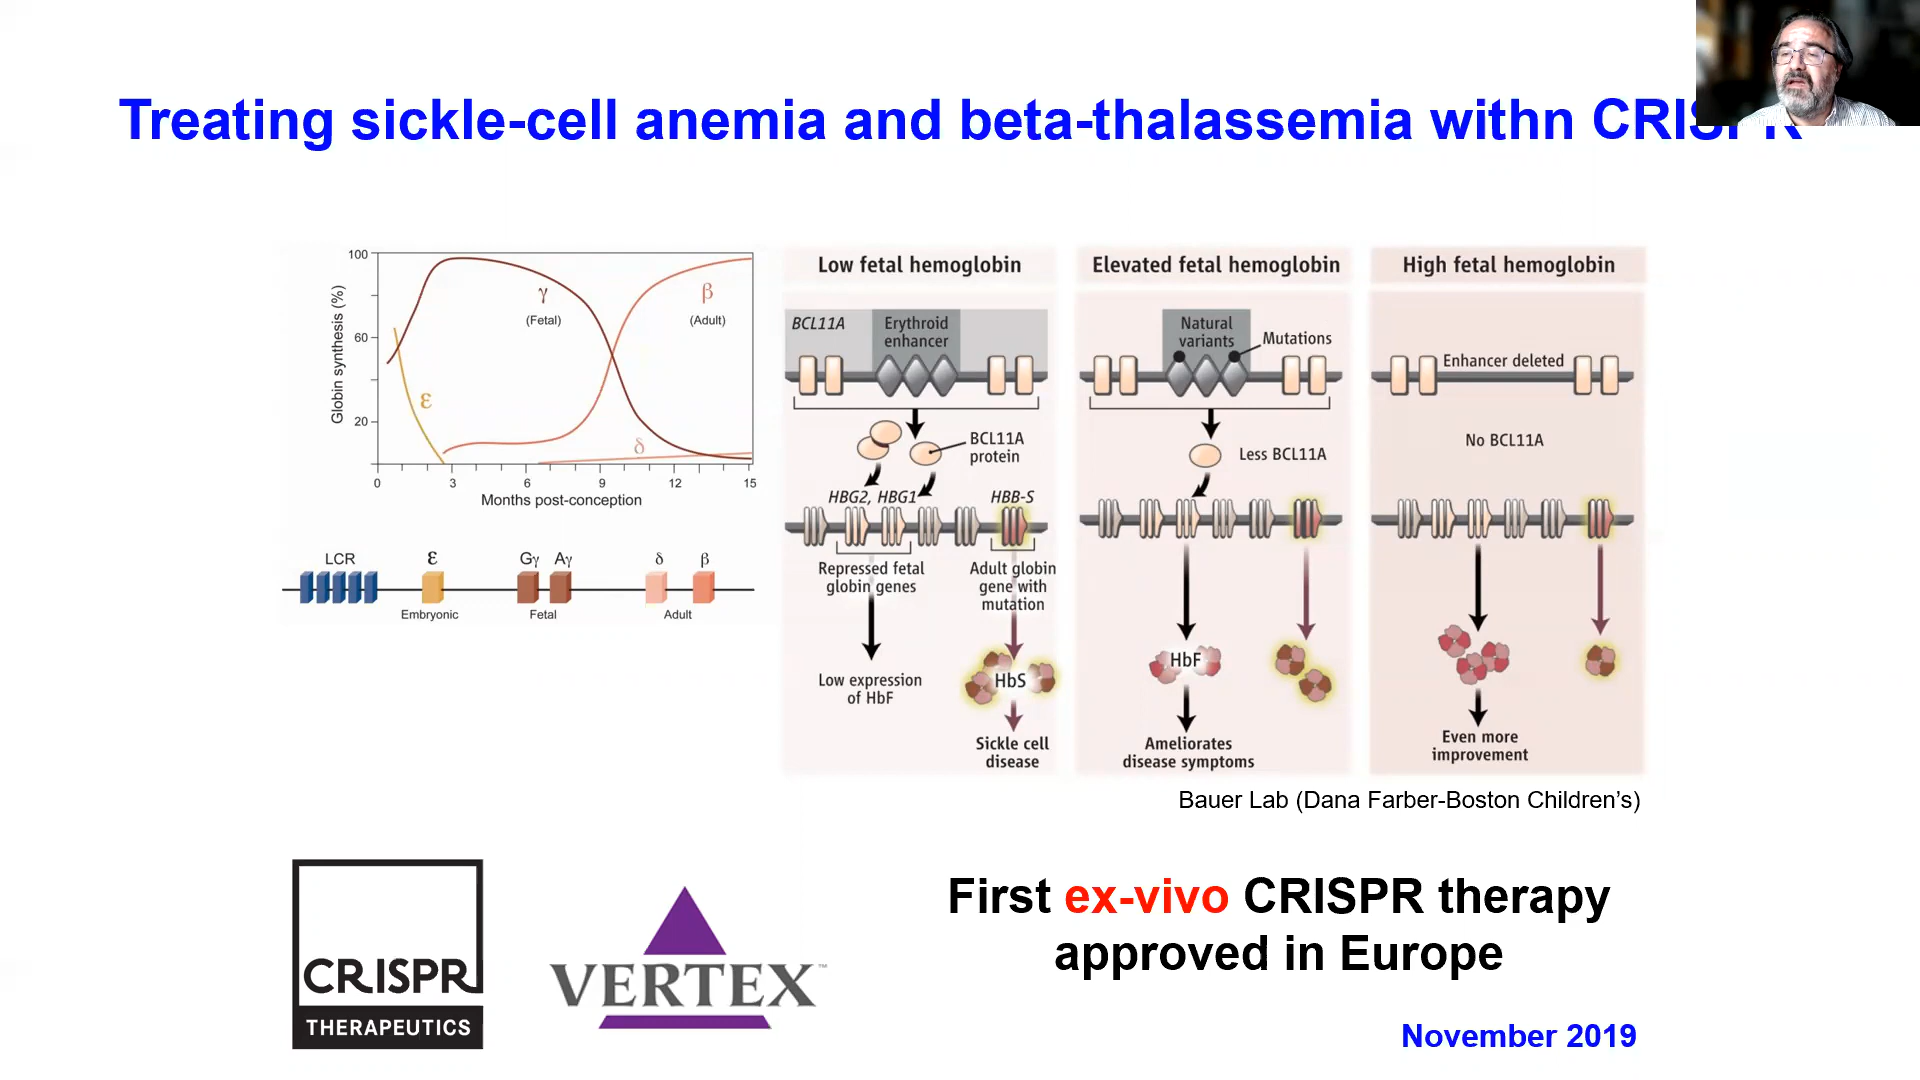 Treating sickle-cell anemia and beta-thalassemia withn CRISPR
100
60
20
Globin synthesis (%)
γ
(Fetal)
β
(Adult)
ε
δ
0 3 6 9 12 15
Months post-conception
LCR ε Gγ Aγ δ β
Embryonic Fetal Adult
Low fetal hemoglobin
BCL11A
Erythroid
enhancer
BCL11A
protein
HBG2, HBG1
HBB-S
Repressed fetal
globin genes
Adult globin
gene with
mutation
Low expression
of HbF
HbS
Sickle cell
disease
Elevated fetal hemoglobin
Natural
variants
Mutations
Less BCL11A
HbF
Ameliorates
disease symptoms
High fetal hemoglobin
Enhancer deleted
No BCL11A
Even more
improvement
Bauer Lab (Dana Farber-Boston Children’s)
CRISPR
THERAPEUTICS
VERTEX™
First ex-vivo CRISPR therapy
approved in Europe
November 2019